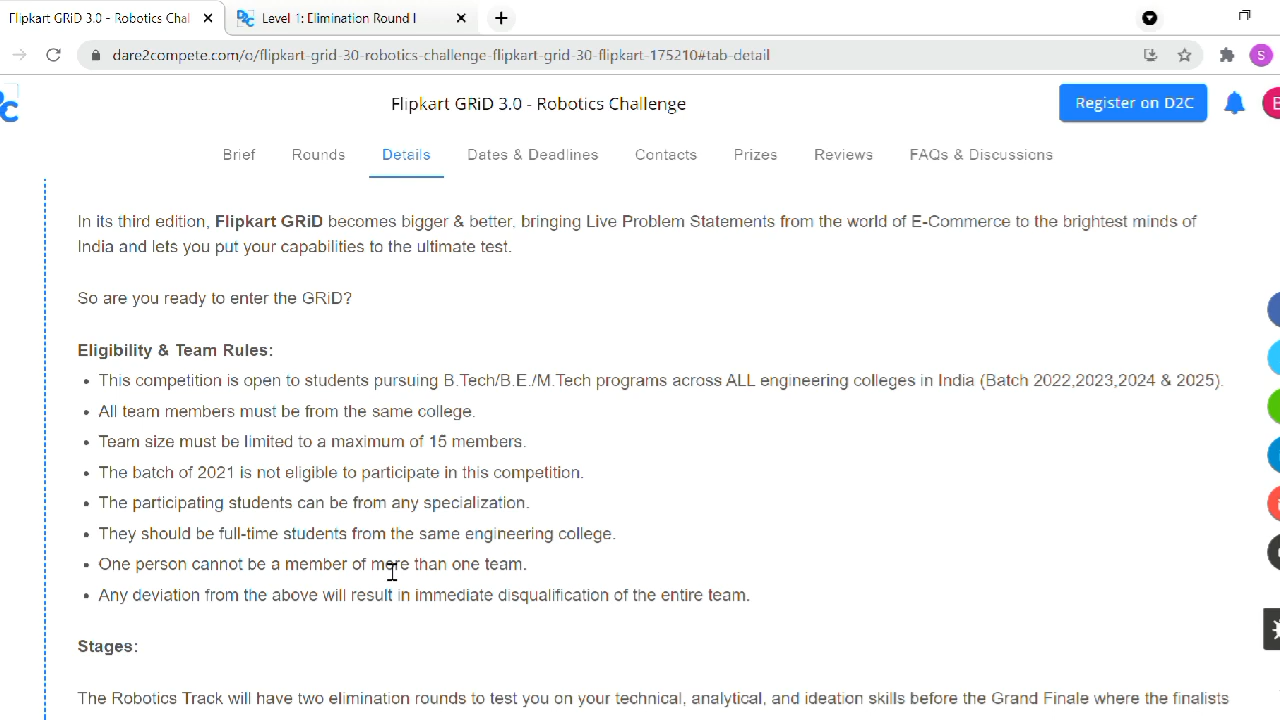 Flipkart GRiD 3.0 - Robotics Chal
Level 1: Elimination Round I
dare2compete.com/o/flipkart-grid-30-robotics-challenge-flipkart-grid-30-flipkart-175210#tab-detail
S
Flipkart GRiD 3.0 - Robotics Challenge
Register on D2C
Brief Rounds Details Dates & Deadlines Contacts Prizes Reviews FAQs & Discussions
In its third edition, Flipkart GRiD becomes bigger & better, bringing Live Problem Statements from the world of E-Commerce to the brightest minds of
India and lets you put your capabilities to the ultimate test.
So are you ready to enter the GRiD?
Eligibility & Team Rules:
• This competition is open to students pursuing B.Tech/B.E./M.Tech programs across ALL engineering colleges in India (Batch 2022,2023,2024 & 2025).
• All team members must be from the same college.
• Team size must be limited to a maximum of 15 members.
• The batch of 2021 is not eligible to participate in this competition.
• The participating students can be from any specialization.
• They should be full-time students from the same engineering college.
• One person cannot be a member of more than one team.
• Any deviation from the above will result in immediate disqualification of the entire team.
Stages:
The Robotics Track will have two elimination rounds to test you on your technical, analytical, and ideation skills before the Grand Finale where the finalists